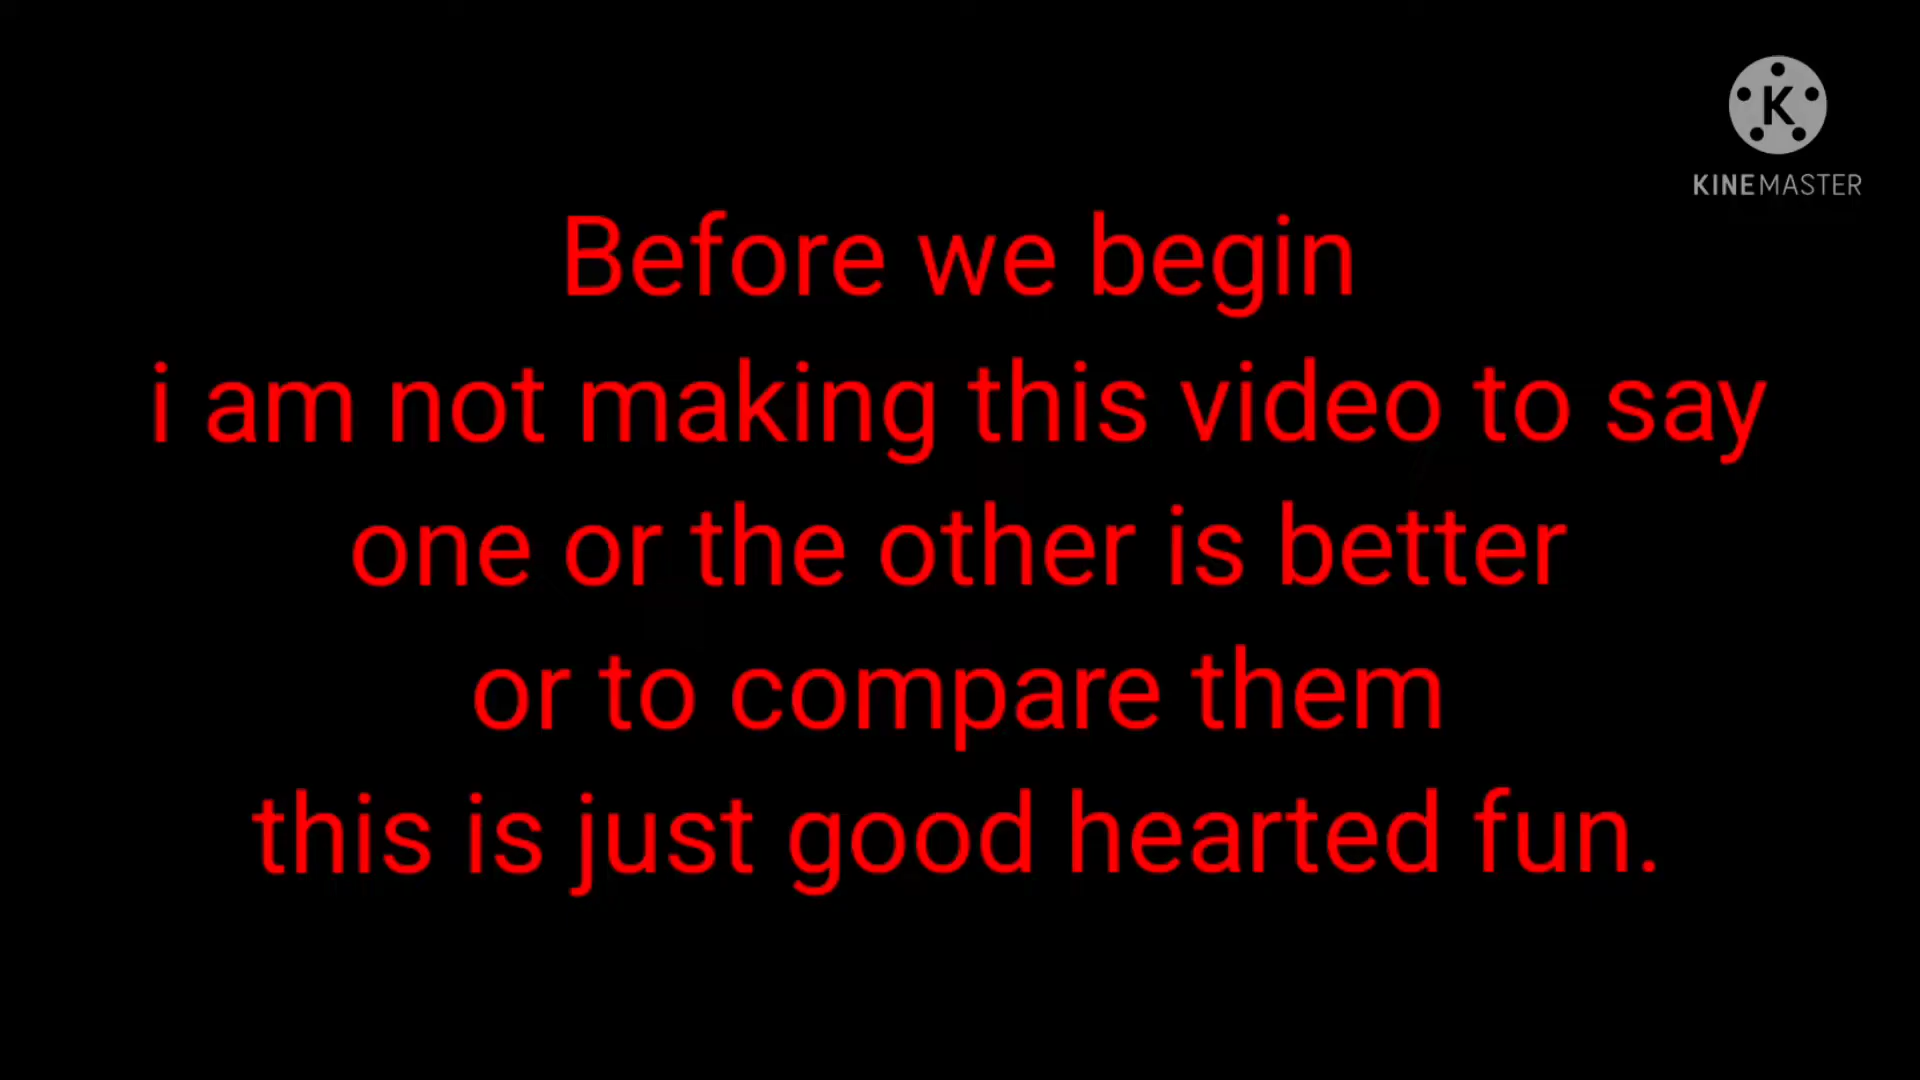 K
KINEMASTER
Before we begin
i am not making this video to say
one or the other is better
or to compare them
this is just good hearted fun.